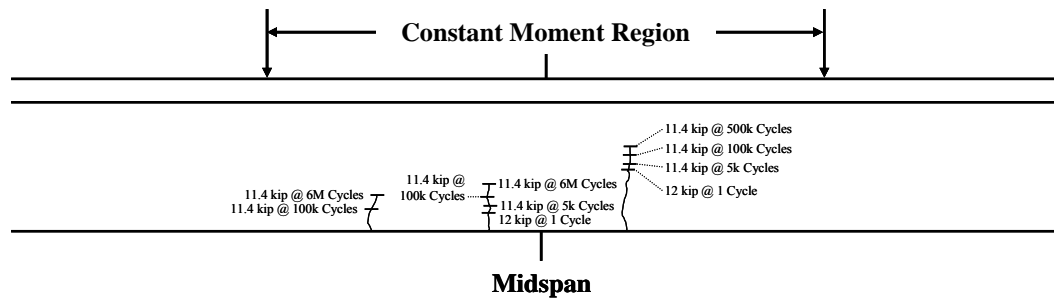 Constant Moment Region
11.4 kip @ 500k Cycles
11.4 kip @ 100k Cycles
11.4 kip @ 5k Cycles
12 kip @ 1 Cycle
11.4 kip @
100k Cycles
11.4 kip @ 6M Cycles
11.4 kip @ 5k Cycles
12 kip @ 1 Cycle
11.4 kip @ 6M Cycles
11.4 kip @ 100k Cycles
Midspan